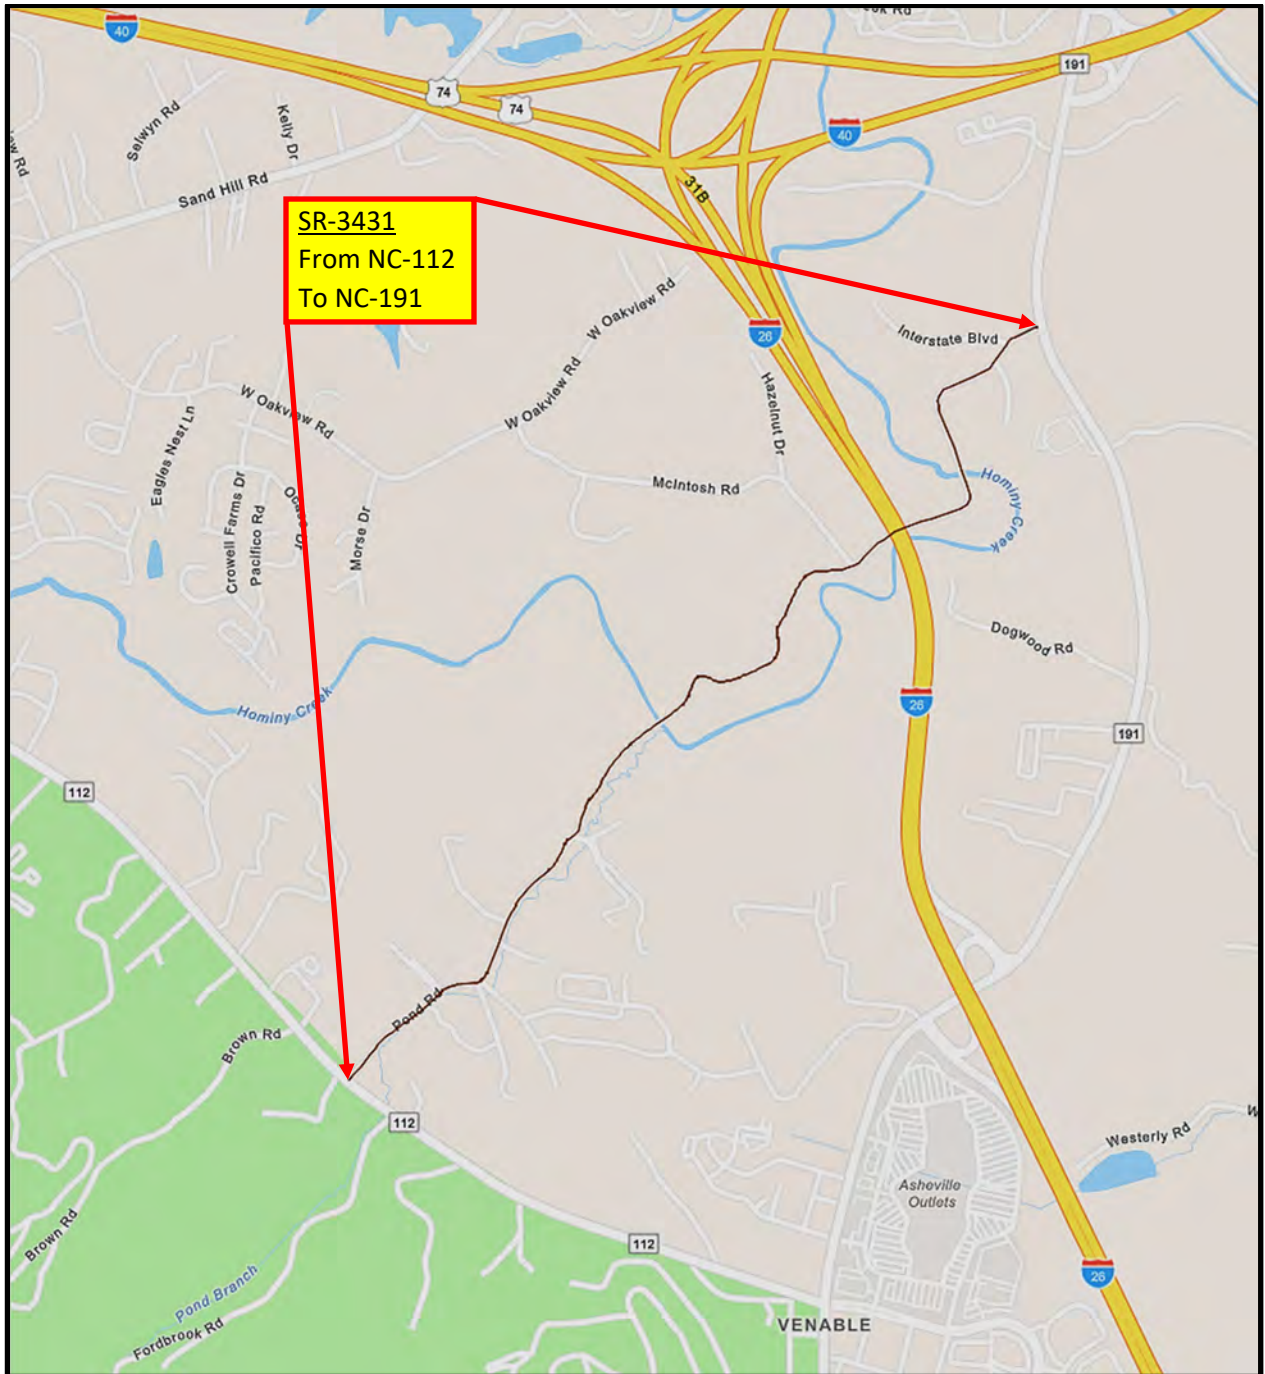 40
74
74
191
40
Selwyn Rd
Kelly Dr
Sand Hill Rd
31B
SR-3431
From NC-112
To NC-191
W Oakview Rd
26
Interstate Blvd
W Oakview Rd
Hazelnut Dr
W Oakview Rd
Eagles Nest Ln
McIntosh Rd
Hominy
Creek
Crowell Farms Dr
Pacifico Rd
Morse Dr
Dogwood Rd
Hominy Creek
26
191
112
Pond Rd
Brown Rd
112
Westerly Rd
Asheville
Outlets
Brown Rd
112
26
Pond Branch
Fordbrook Rd
VENABLE